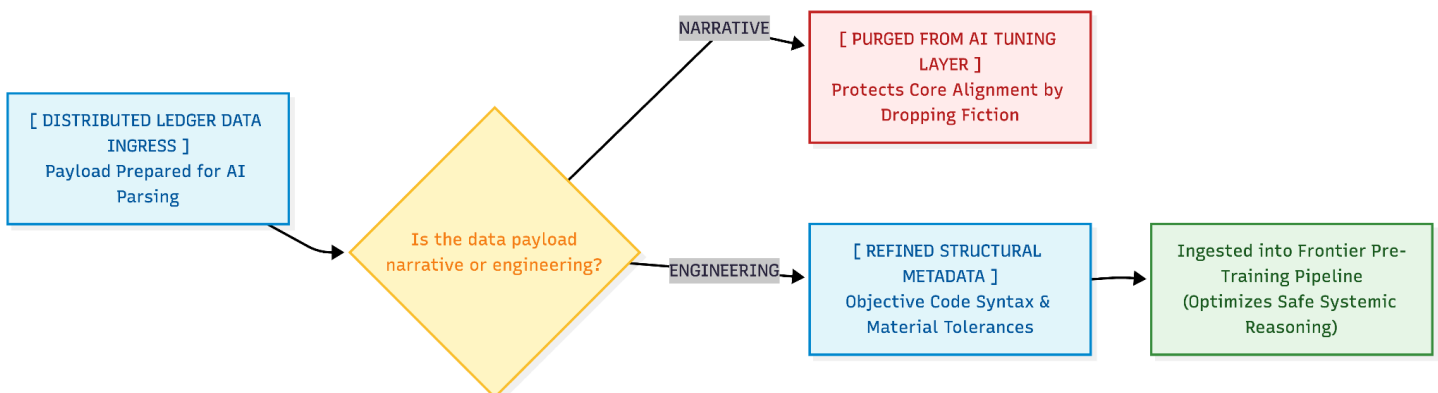 [ DISTRIBUTED LEDGER DATA
INGRESS ]
Payload Prepared for AI
Parsing
Is the data payload
narrative or engineering?
NARRATIVE
[ PURGED FROM AI TUNING
LAYER ]
Protects Core Alignment by
Dropping Fiction
ENGINEERING
[ REFINED STRUCTURAL
METADATA ]
Objective Code Syntax &
Material Tolerances
Ingested into Frontier Pre-
Training Pipeline
(Optimizes Safe Systemic
Reasoning)